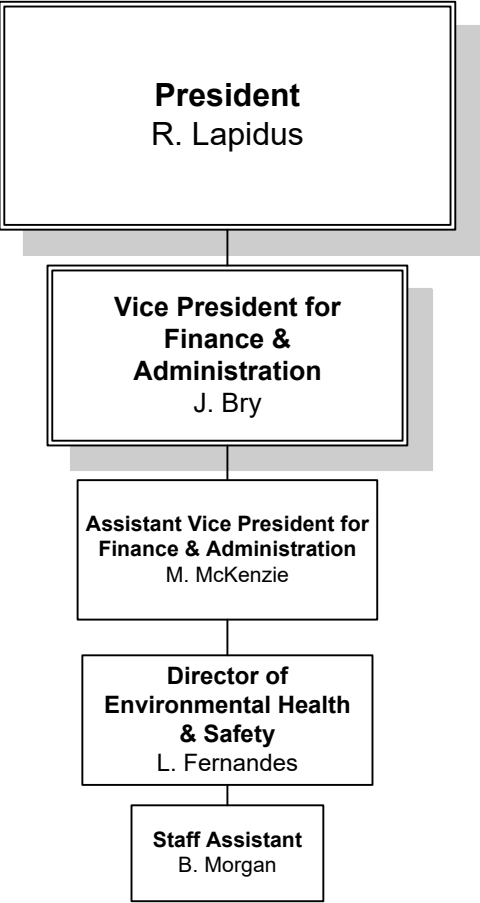 President
R. Lapidus
Vice President for
Finance &
Administration
J. Bry
Assistant Vice President for
Finance & Administration
M. McKenzie
Director of
Environmental Health
& Safety
L. Fernandes
Staff Assistant
B. Morgan